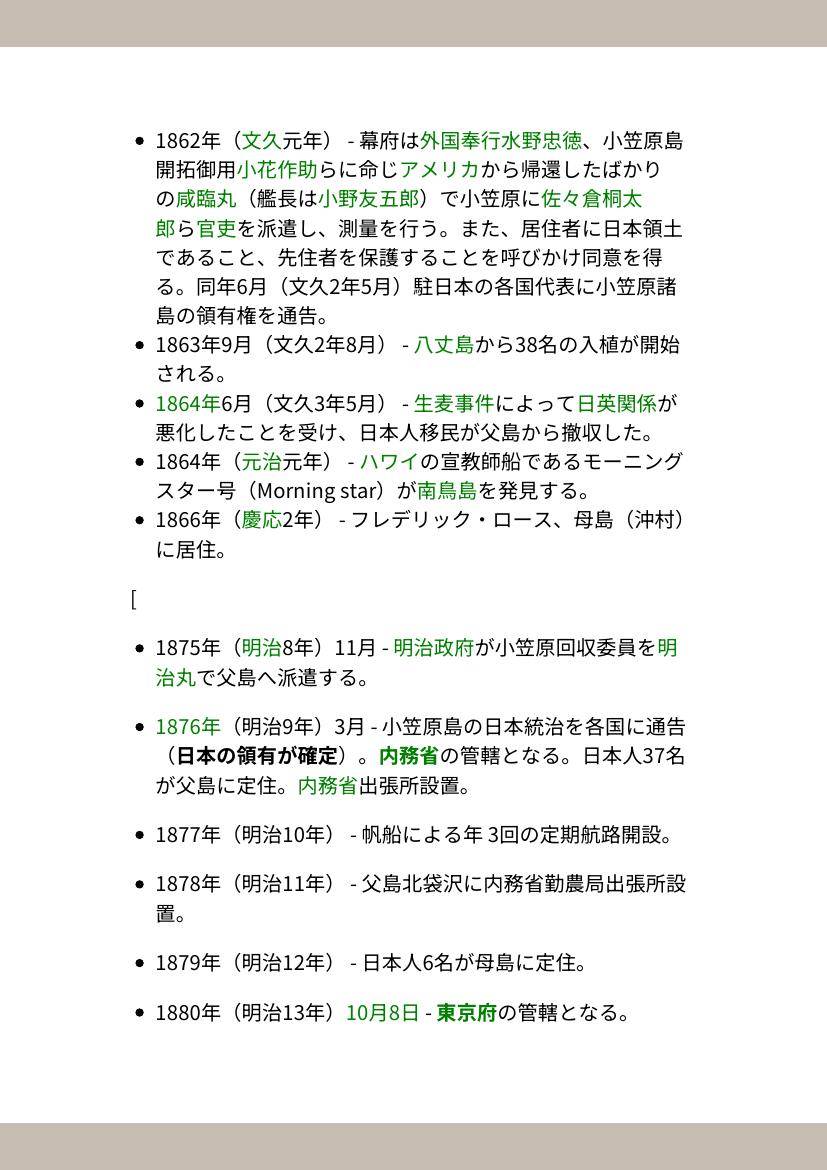 • 1862年（文久元年） - 幕府は外国奉行水野忠徳、小笠原島
開拓御用小花作助らに命じアメリカから帰還したばかり
の咸臨丸（艦長は小野友五郎）で小笠原に佐々倉桐太
郎ら官吏を派遣し、測量を行う。また、居住者に日本領土
であること、先住者を保護することを呼びかけ同意を得
る。同年6月（文久2年5月）駐日本の各国代表に小笠原諸
島の領有権を通告。
• 1863年9月（文久2年8月） - 八丈島から38名の入植が開始
される。
• 1864年6月（文久3年5月） - 生麦事件によって日英関係が
悪化したことを受け、日本人移民が父島から撤収した。
• 1864年（元治元年） - ハワイの宣教師船であるモーニング
スター号（Morning star）が南鳥島を発見する。
• 1866年（慶応2年） - フレデリック・ロース、母島（沖村）
に居住。
[
• 1875年（明治8年）11月 - 明治政府が小笠原回収委員を明
治丸で父島へ派遣する。
• 1876年（明治9年）3月 - 小笠原島の日本統治を各国に通告
（日本の領有が確定）。内務省の管轄となる。日本人37名
が父島に定住。内務省出張所設置。
• 1877年（明治10年） - 帆船による年 3回の定期航路開設。
• 1878年（明治11年） - 父島北袋沢に内務省勤農局出張所設
置。
• 1879年（明治12年） - 日本人6名が母島に定住。
• 1880年（明治13年）10月8日 - 東京府の管轄となる。